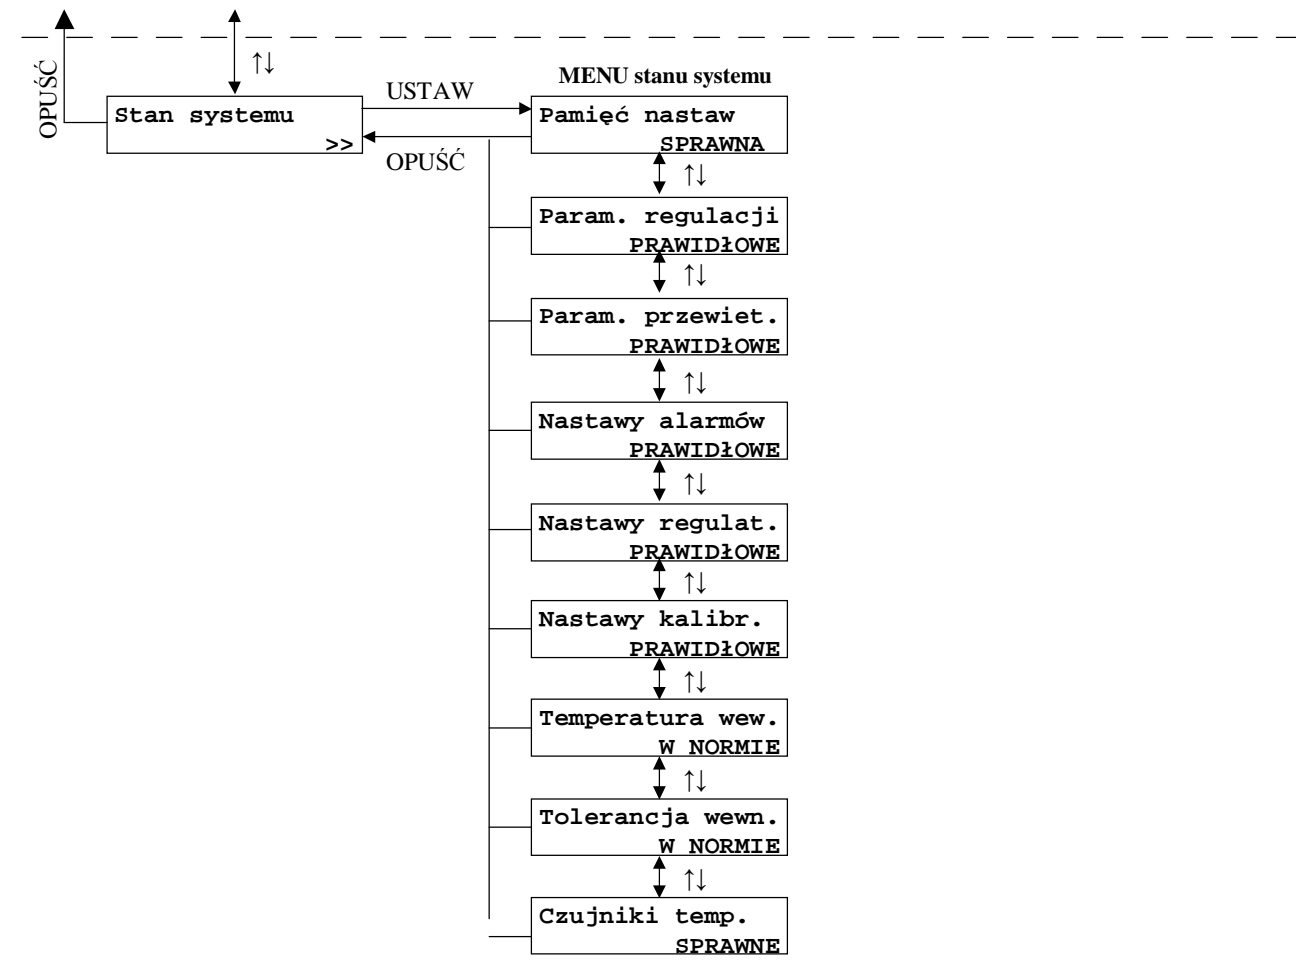 OPUŚĆ
↑↓
MENU stanu systemu
Stan systemu
>>
USTAW
OPUŚĆ
Pamięć nastaw
SPRAWNA
↑↓
Param. regulacji
PRAWIDŁOWE
↑↓
Param. przewiet.
PRAWIDŁOWE
↑↓
Nastawy alarmów
PRAWIDŁOWE
↑↓
Nastawy regulat.
PRAWIDŁOWE
↑↓
Nastawy kalibr.
PRAWIDŁOWE
↑↓
Temperatura wew.
W NORMIE
↑↓
Tolerancja wewn.
W NORMIE
↑↓
Czujniki temp.
SPRAWNE